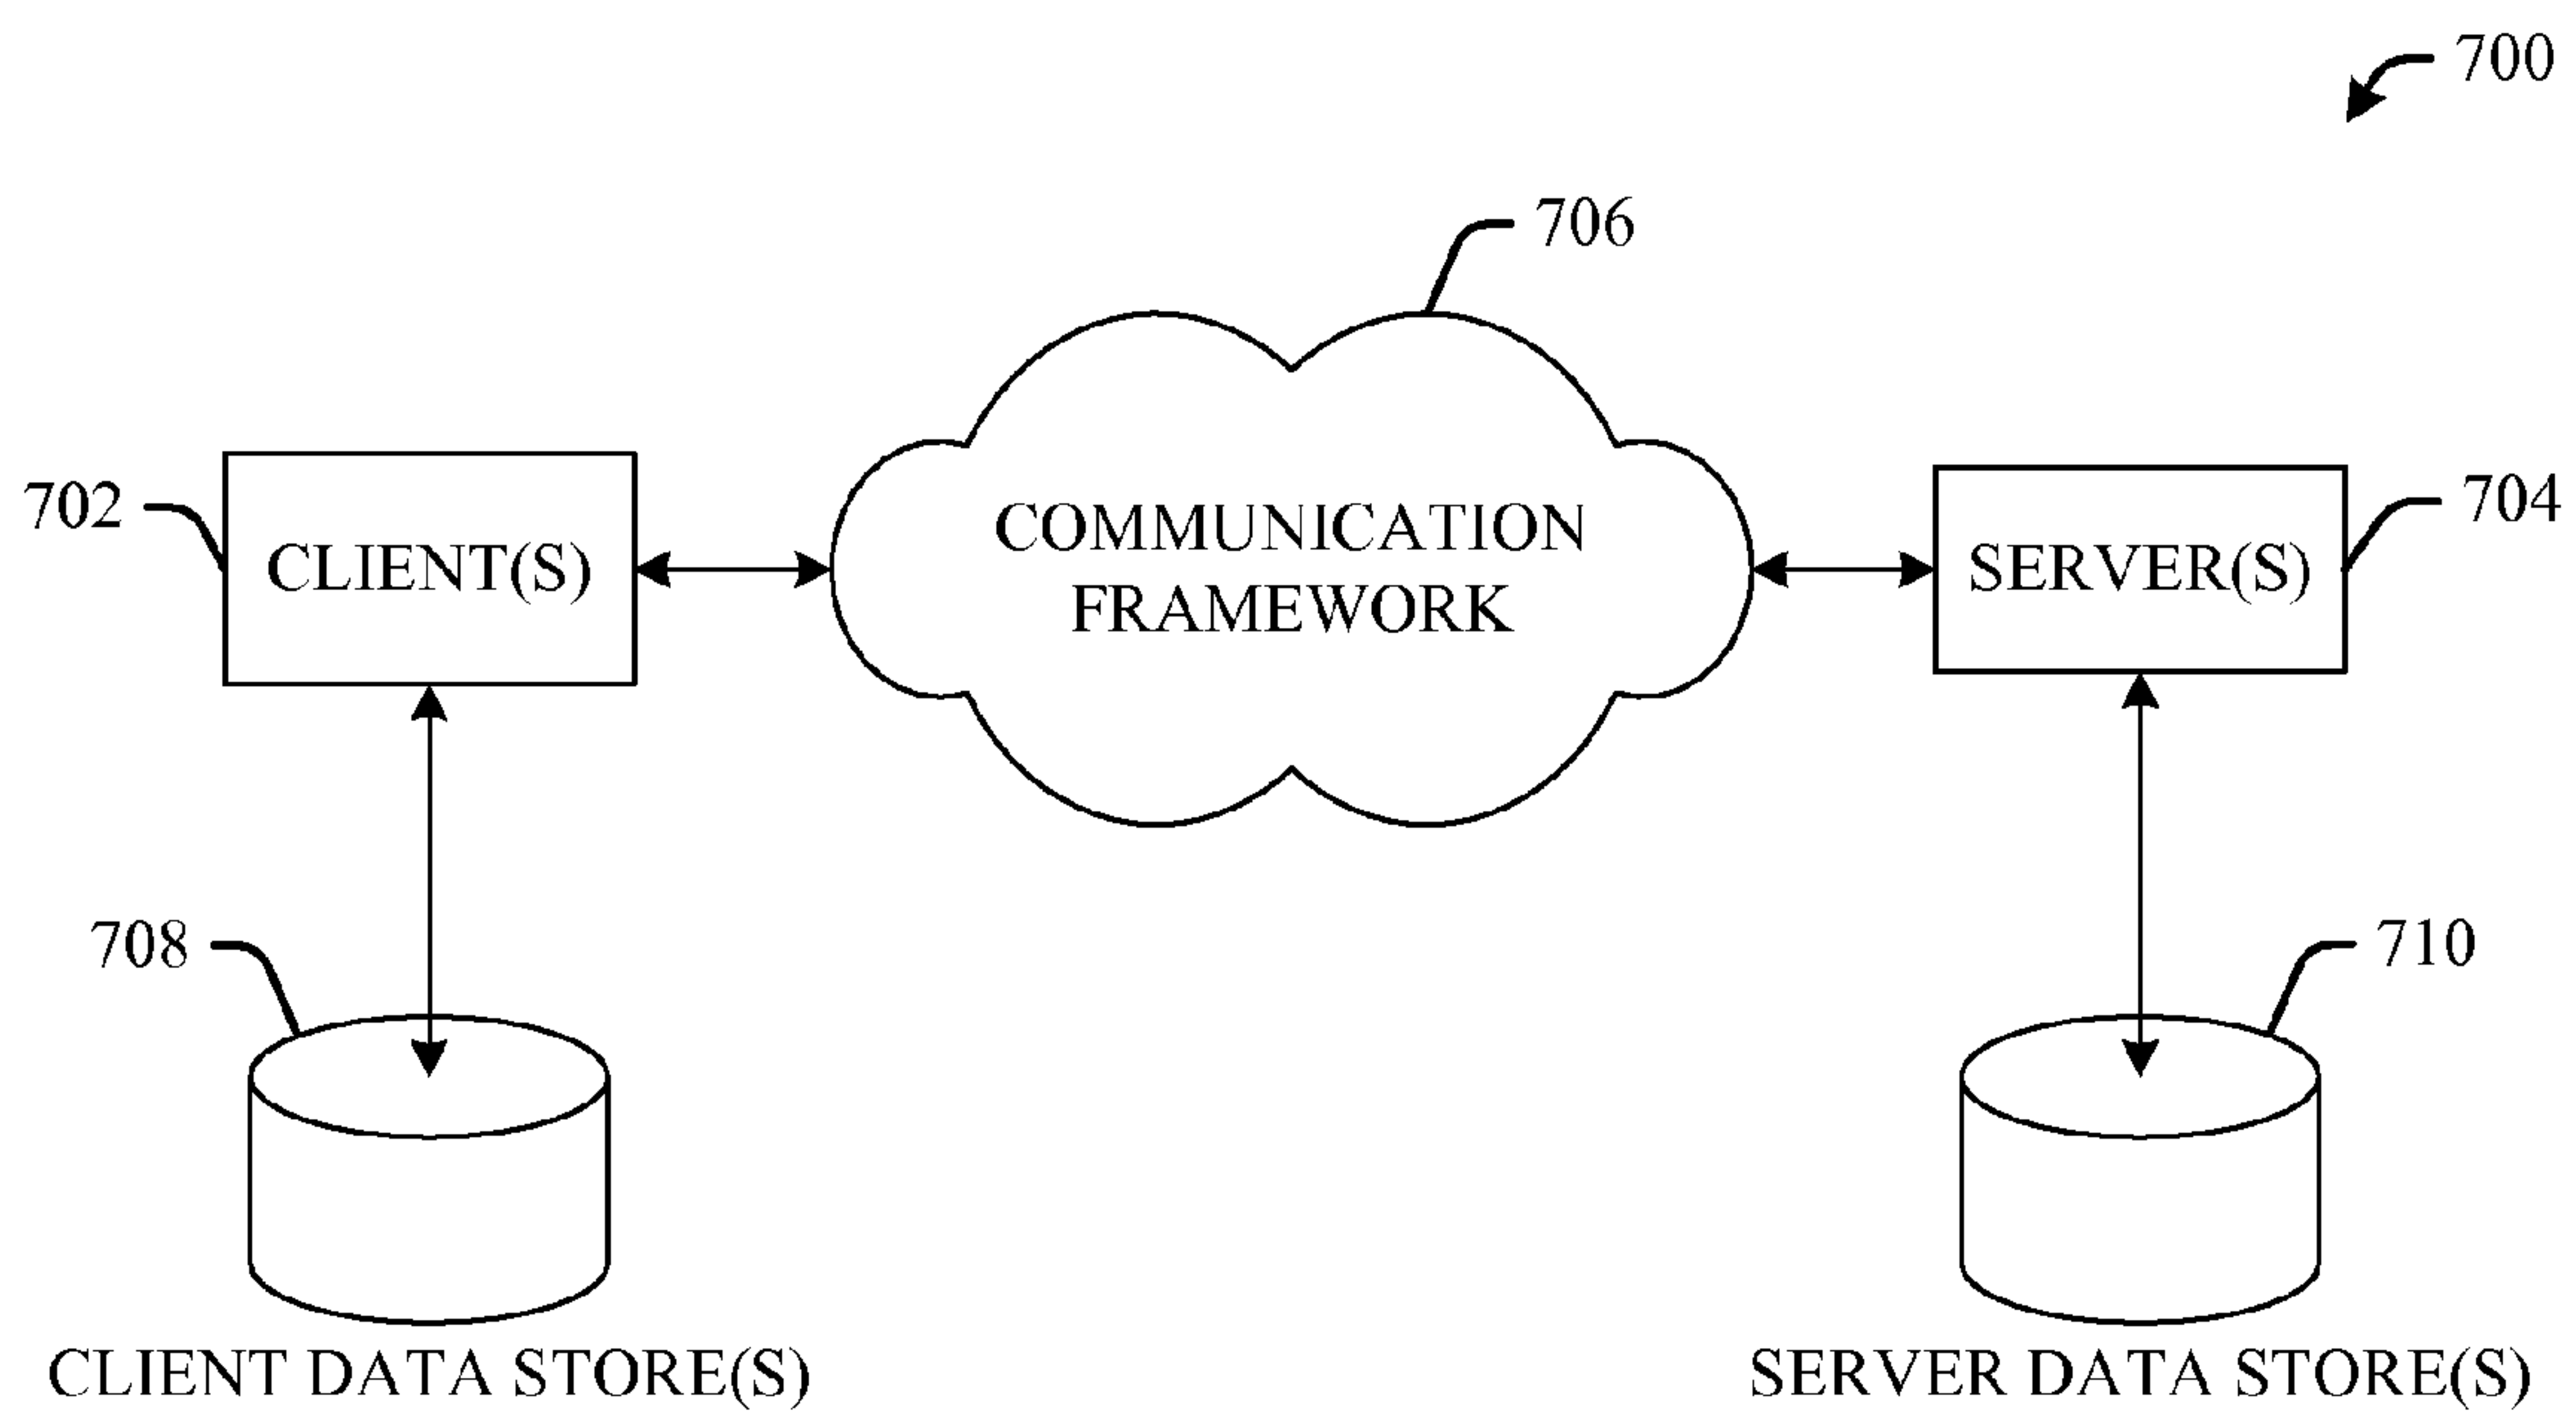 700
706
702
CLIENT(S)
COMMUNICATION
FRAMEWORK
SERVER(S)
704
708
710
CLIENT DATA STORE(S)
SERVER DATA STORE(S)